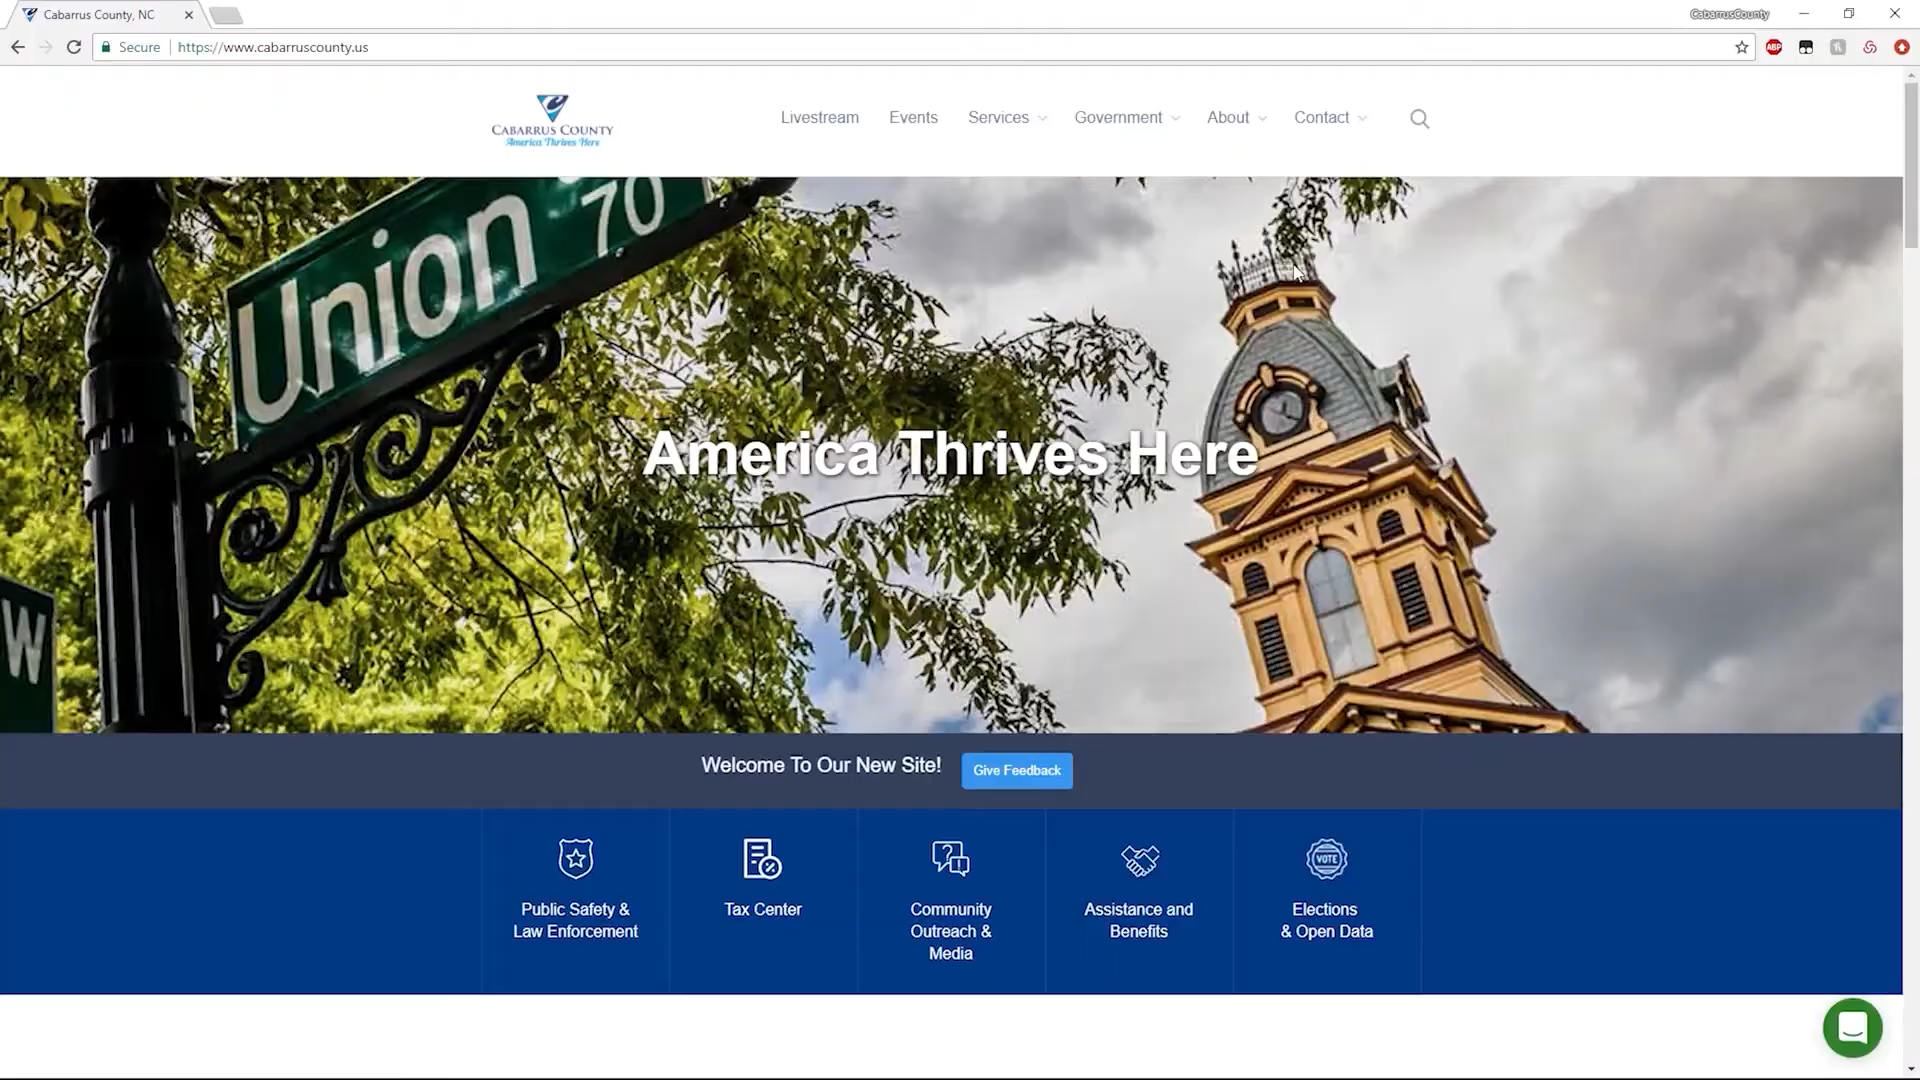 Cabarrus County, NC
CabarrusCounty
Secure https://www.cabarruscounty.us
ABP
CABARRUS COUNTY
America Thrives Here
Livestream Events Services Government About Contact
Union 70
America Thrives Here
W
Welcome To Our New Site! Give Feedback
VOTE
Public Safety &
Law Enforcement
Tax Center
Community
Outreach &
Media
Assistance and
Benefits
Elections
& Open Data